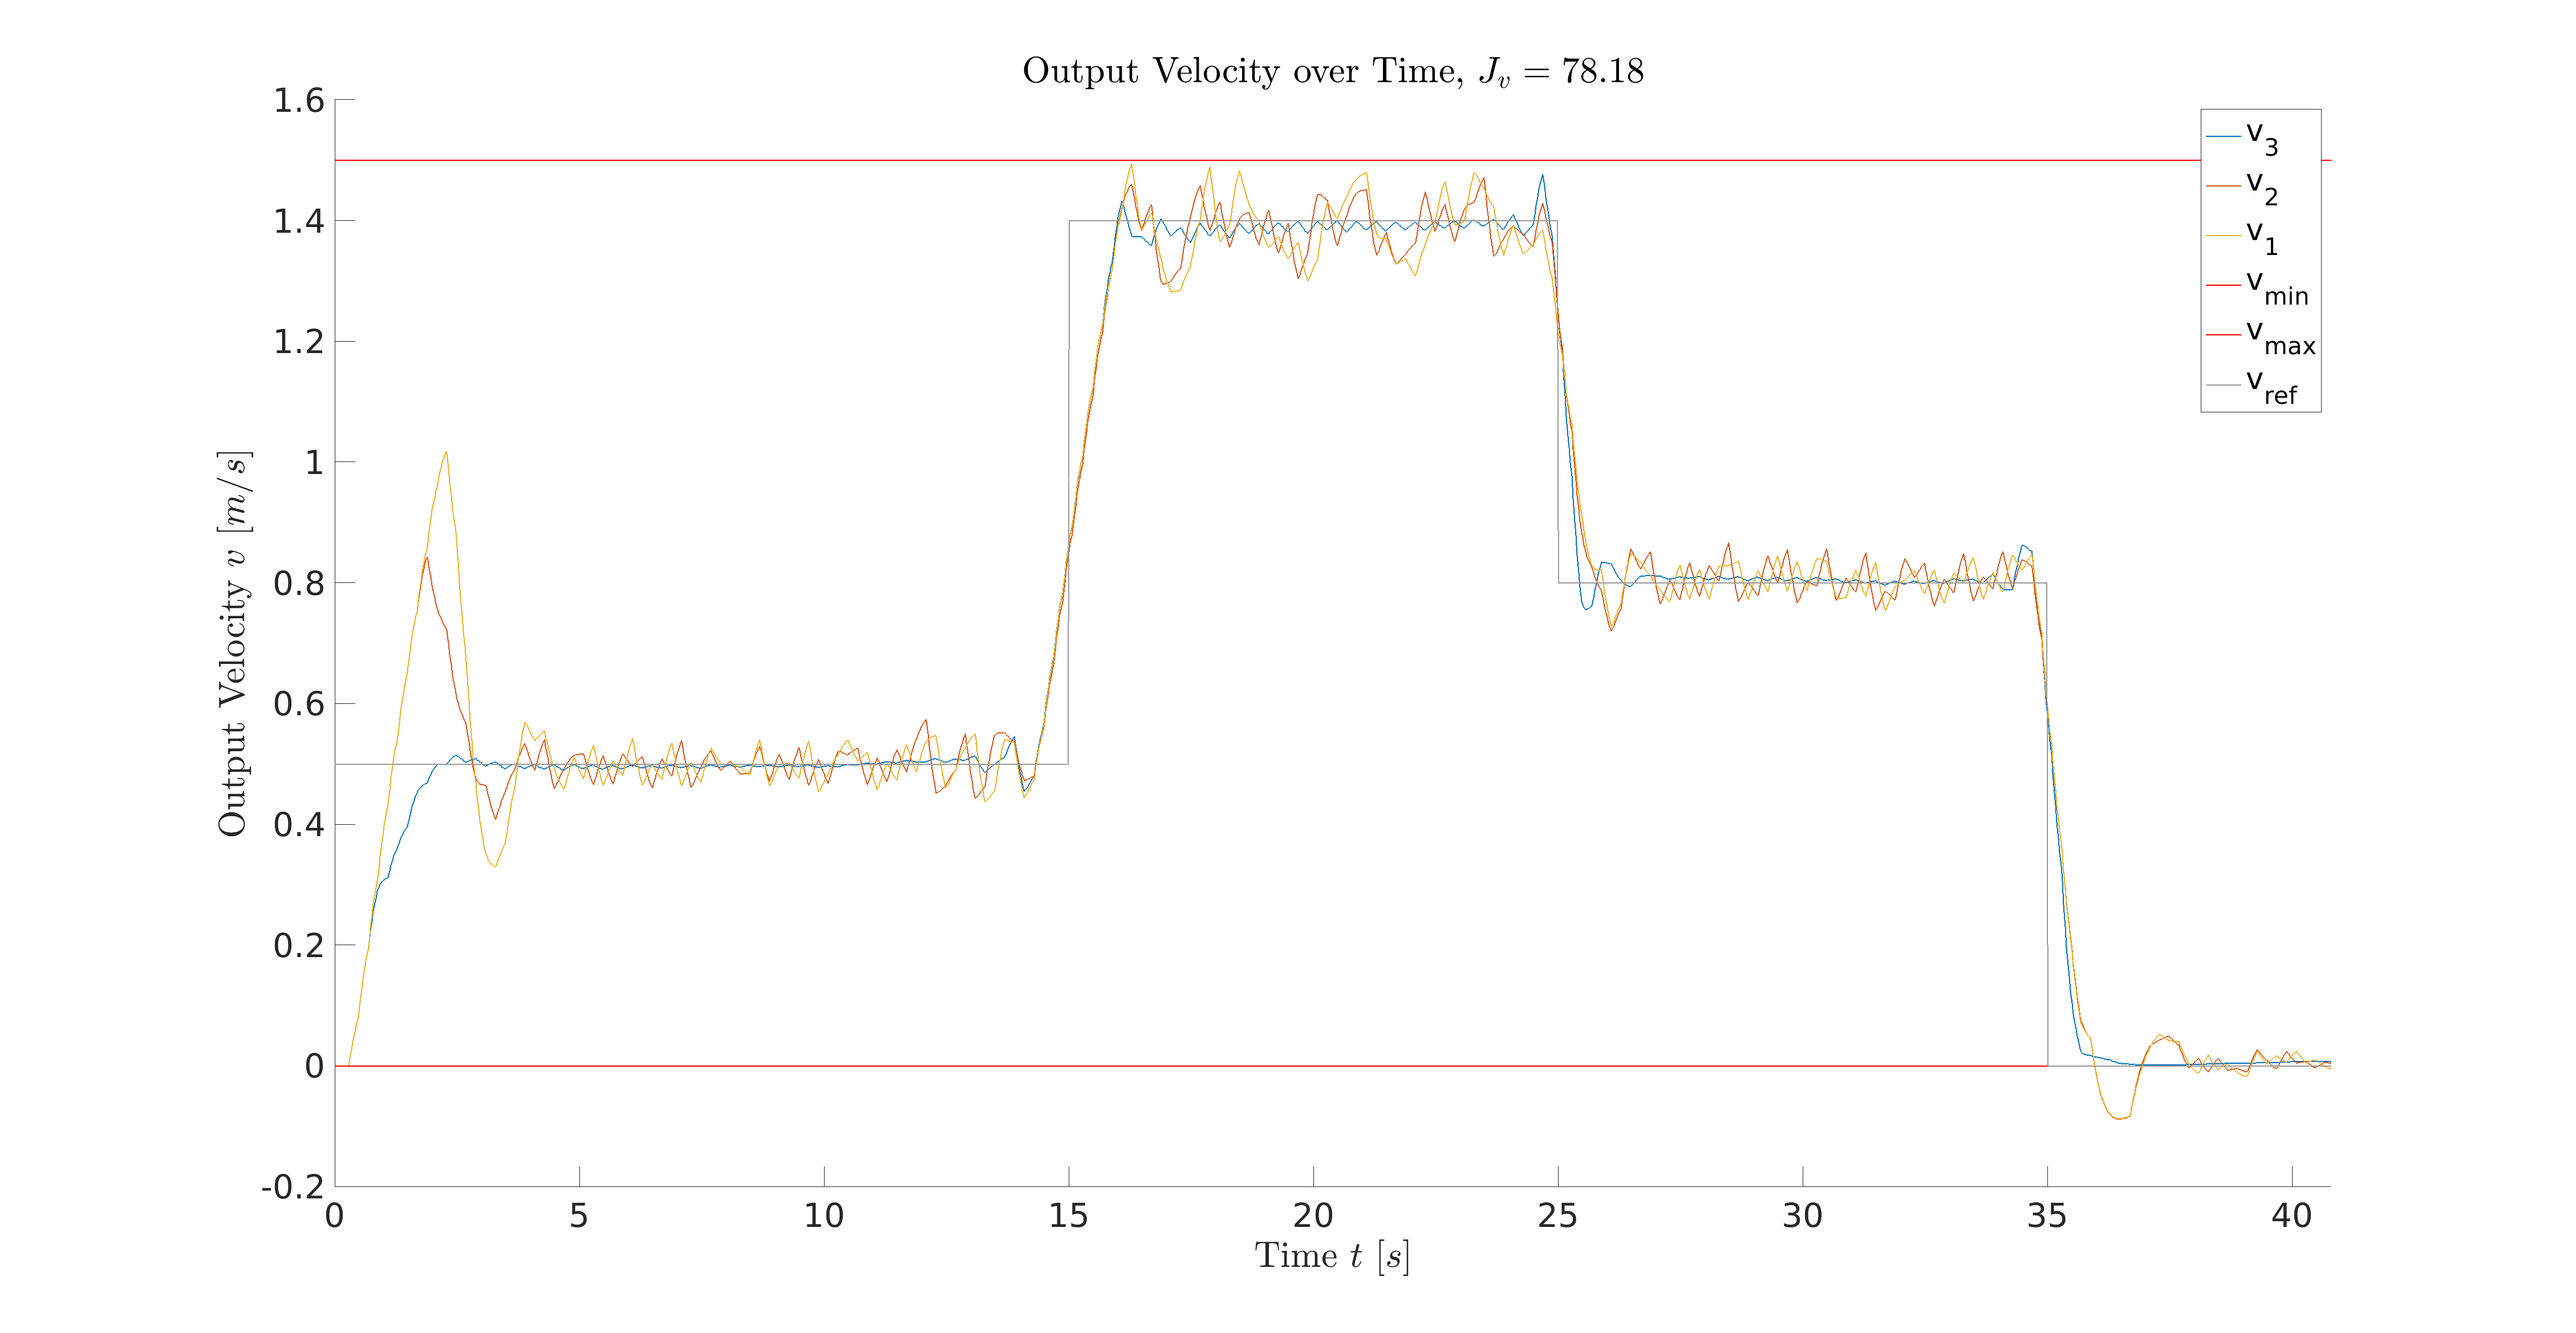 Output Velocity over Time, J_v = 78.18
1.6
1.4
1.2
1
0.8
0.6
0.4
0.2
0
-0.2
Output Velocity v [m/s]
v_3
v_2
v_1
v_min
v_max
v_ref
0 5 10 15 20 25 30 35 40
Time t [s]